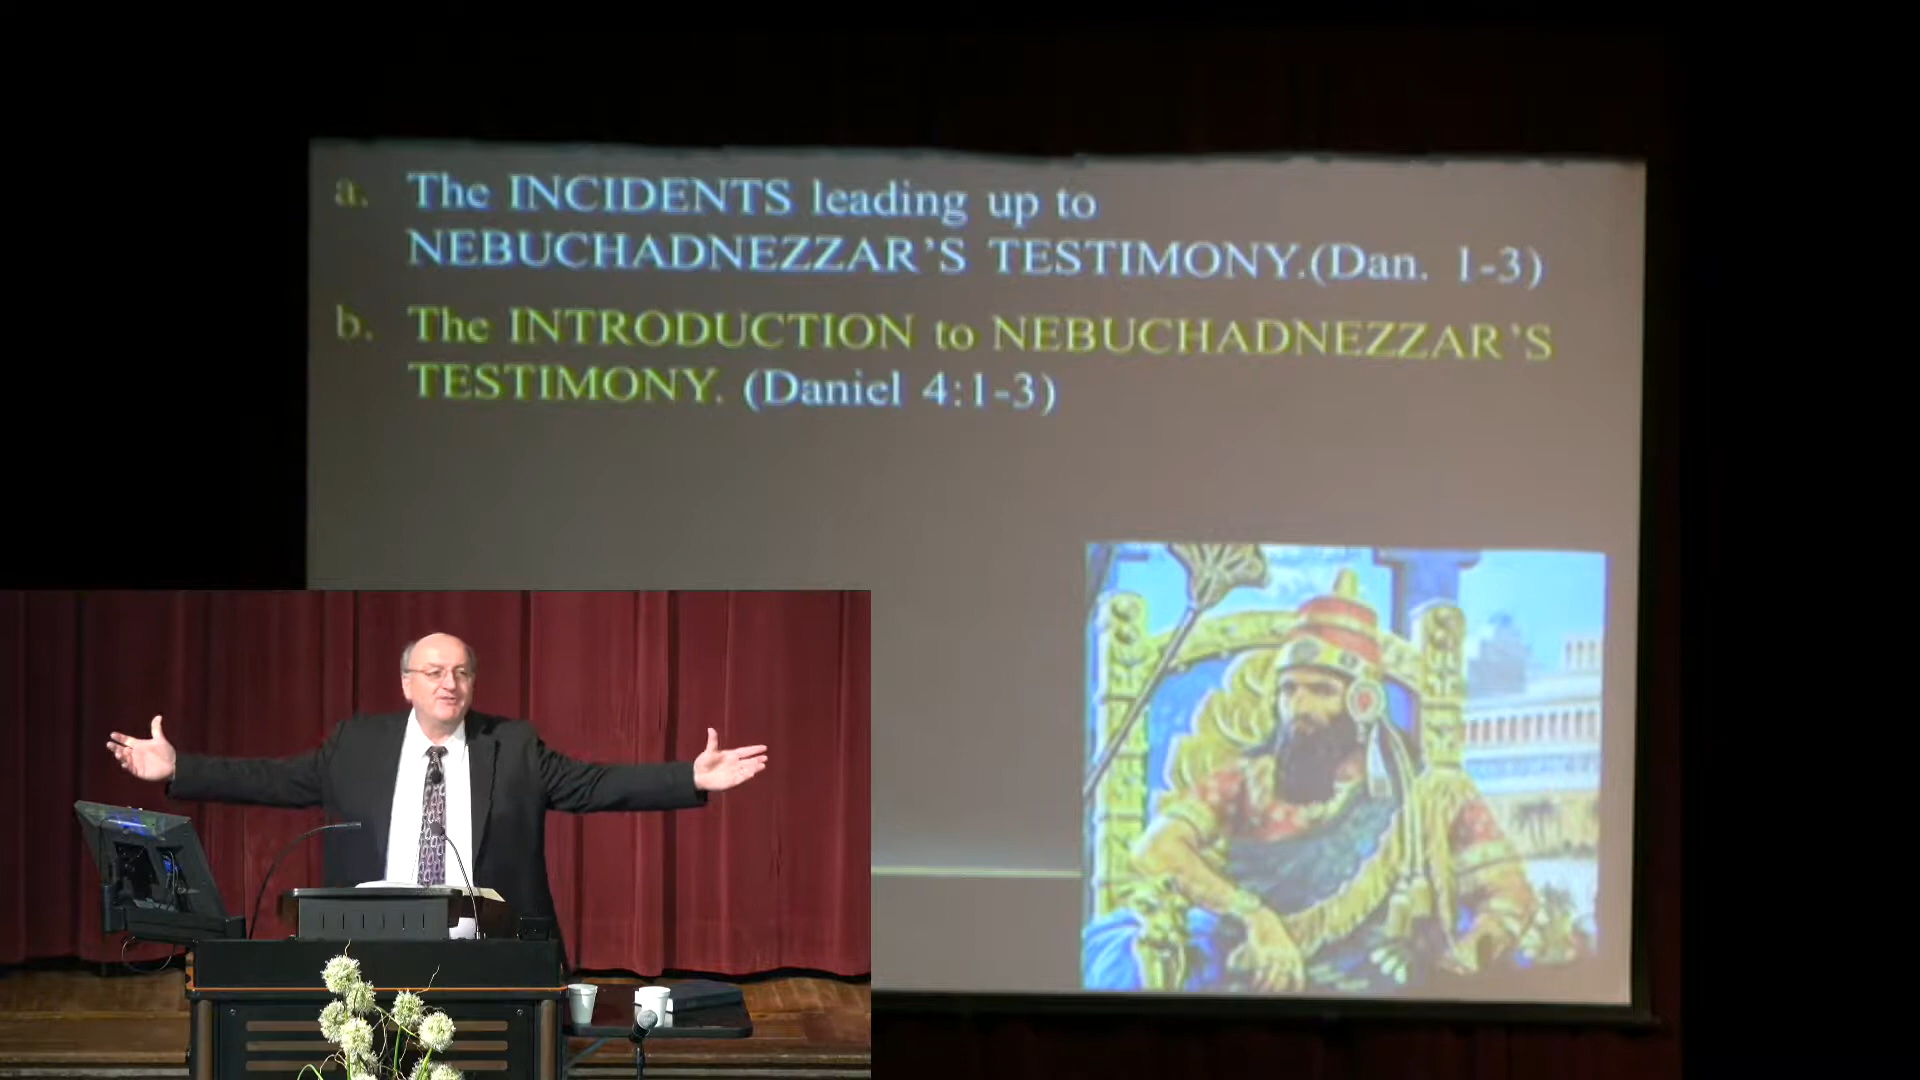 a. The INCIDENTS leading up to
NEBUCHADNEZZAR’S TESTIMONY.(Dan. 1-3)
b. The INTRODUCTION to NEBUCHADNEZZAR’S
TESTIMONY. (Daniel 4:1-3)